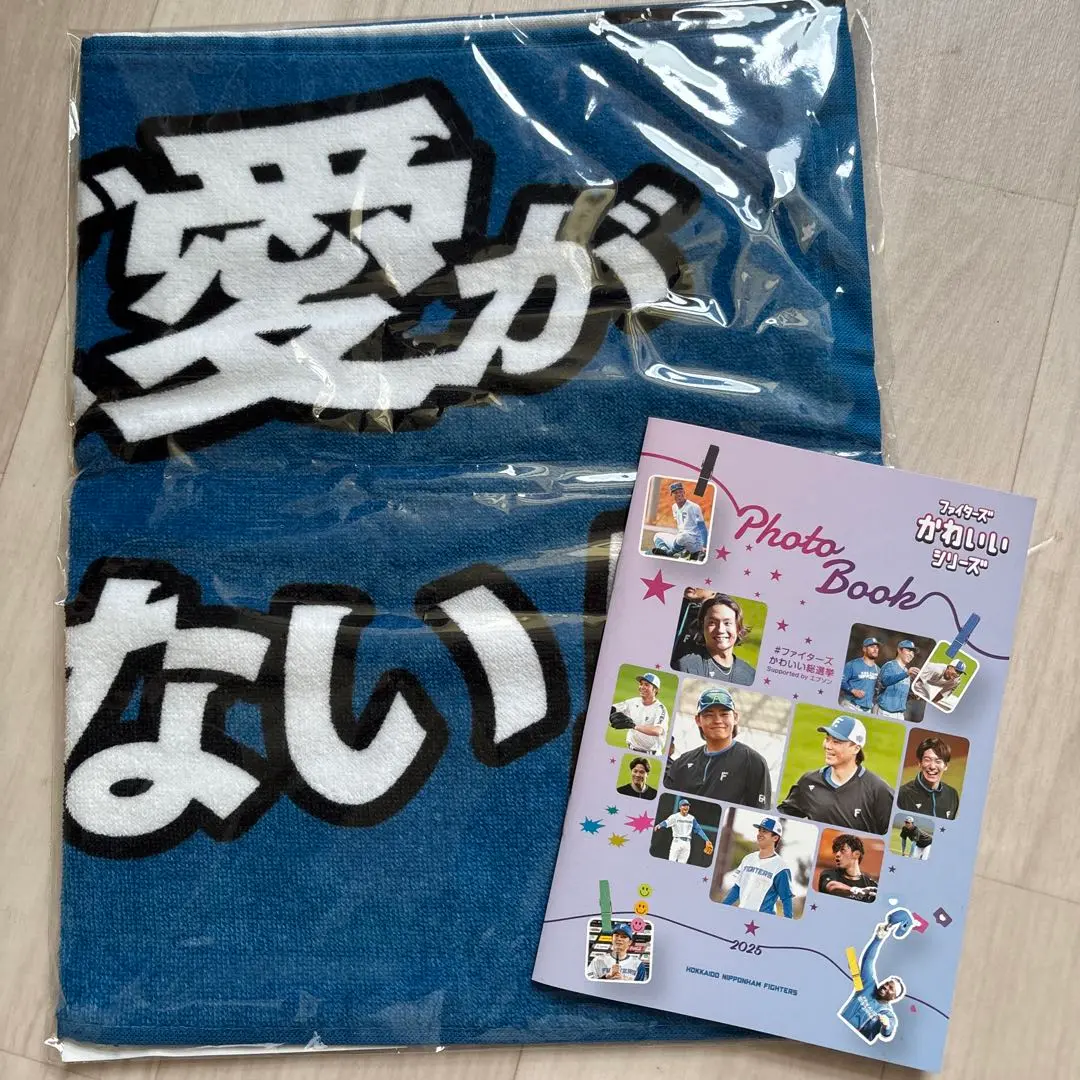 愛が
ない
Photo
Book
ファイターズ
かわいい
シリーズ
#ファイターズ
かわいい総選挙
Supported by エプソン
FIGHTERS
2025
HOKKAIDO NIPPONHAM FIGHTERS